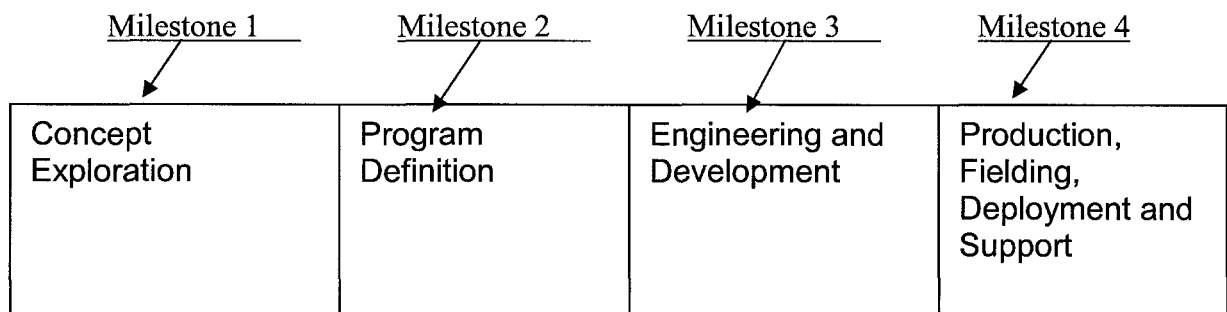 Milestone 1 Milestone 2 Milestone 3 Milestone 4
Concept
Exploration
Program
Definition
Engineering and
Development
Production,
Fielding,
Deployment and
Support